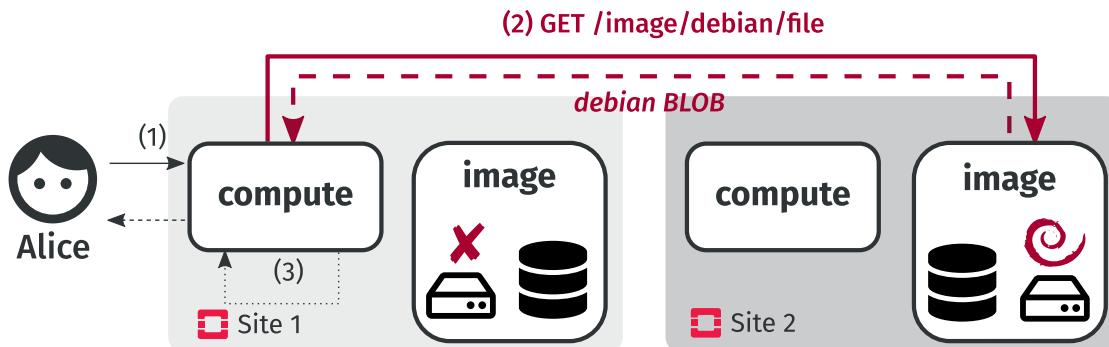 (2) GET /image/debian/file
debian BLOB
(1)
Alice
compute
image
(3)
Site 1
compute
image
Site 2